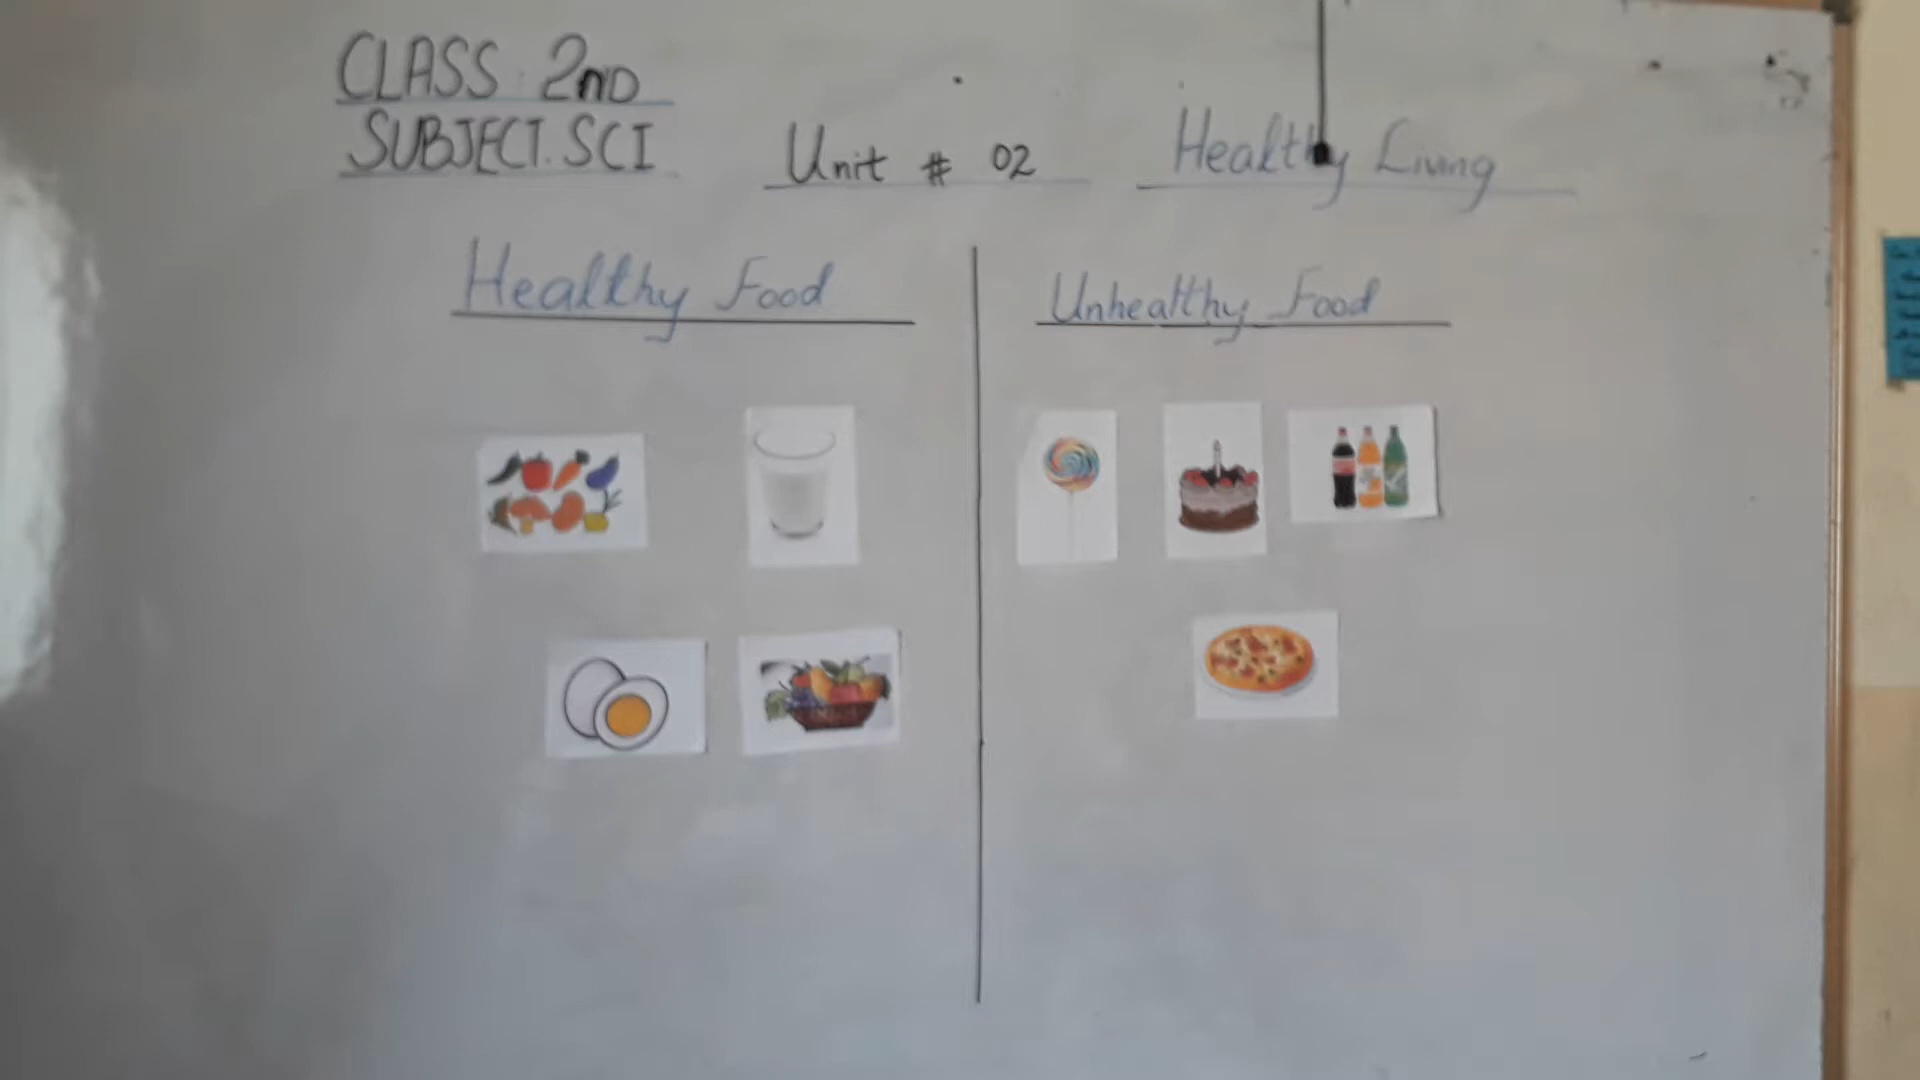 CLASS : 2nD
SUBJECT. SCI
Unit # 02
Healthy Living
Healthy Food
Unhealthy Food